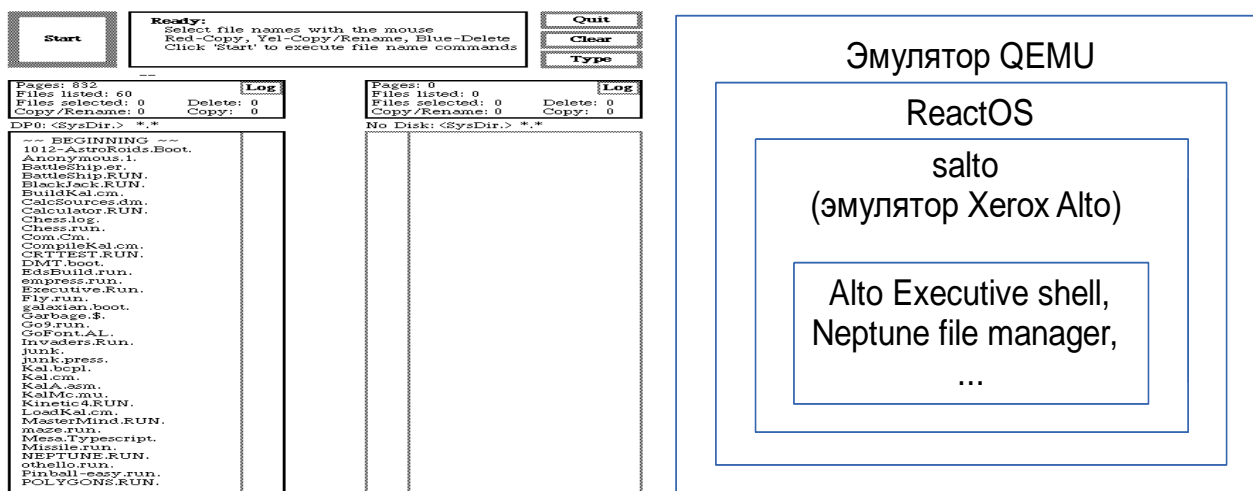 Start
Ready:
Select file names with the mouse
Red-Copy, Yel-Copy/Rename, Blue-Delete
Click 'Start' to execute file name commands
Quit
Clear
Type
Pages: 832
Files listed: 60
Files selected: 0 Delete: 0
Copy/Rename: 0 Copy: 0
Log
DP0: <SysDir.> *.*
~~ BEGINNING ~~
1012-AstroRoids.Boot.
Anonymous.1.
BattleShip.er.
BattleShip.RUN.
BlackJack.RUN.
BuildKal.cm.
CalcSources.dm.
Calculator.RUN.
Chess.log.
Chess.run.
Com.Cm.
CompileKal.cm.
CRTTEST.RUN.
DMT.boot.
EdsBuild.run.
empress.run.
Executive.Run.
Fly.run.
galaxian.boot.
Garbage.$.
Go9.run.
GoFont.AL.
Invaders.Run.
junk.
junk.press.
Kal.bcpl.
Kal.cm.
KalA.asm.
KalMc.mu.
Kinetic4.RUN.
LoadKal.cm.
MasterMind.RUN.
maze.run.
Mesa.Typescript.
Missile.run.
NEPTUNE.RUN.
othello.run.
Pinball-easy.run.
POLYGONS.RUN.
Pages: 0
Files listed: 0
Files selected: 0 Delete: 0
Copy/Rename: 0 Copy: 0
Log
No Disk: <SysDir.> *.*
Эмулятор QEMU
ReactOS
salto
(эмулятор Xerox Alto)
Alto Executive shell,
Neptune file manager,
...